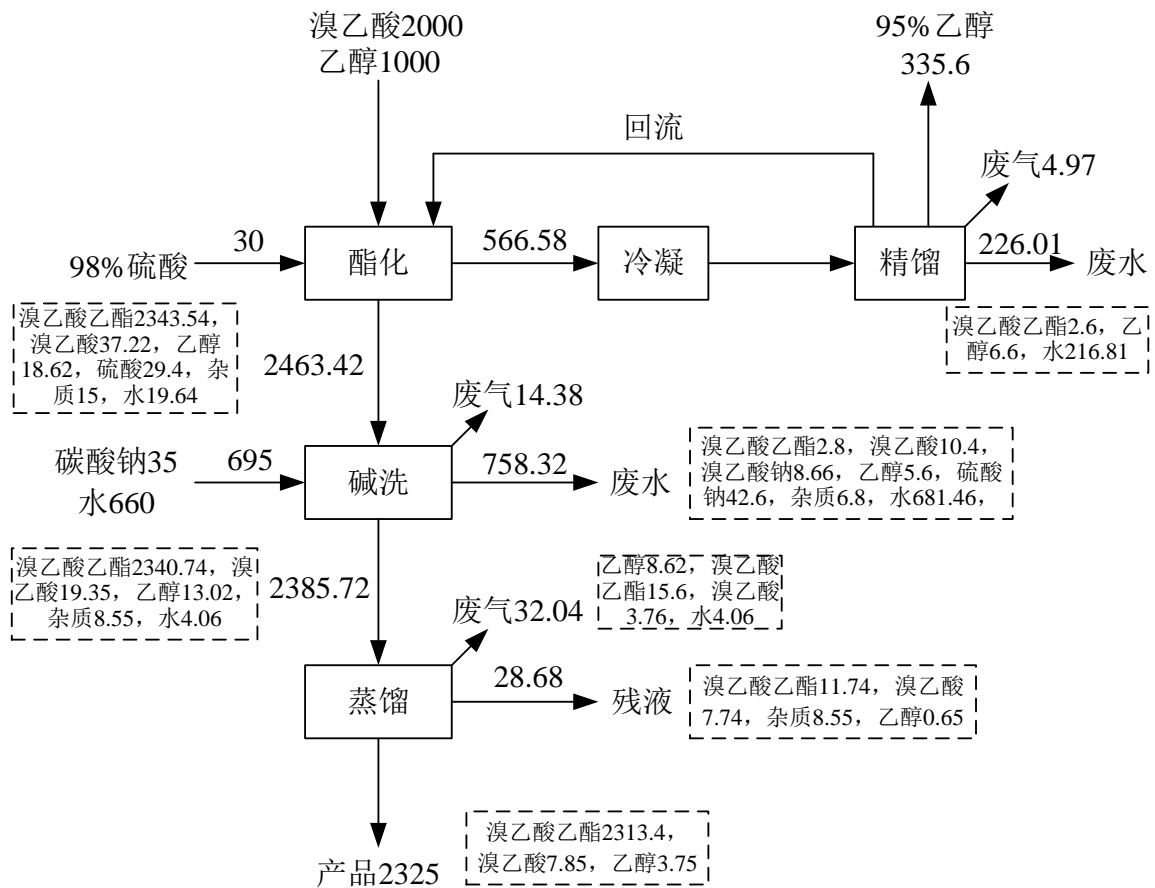 溴乙酸2000
乙醇1000
95%乙醇
335.6
回流
废气4.97
98%硫酸
30
酯化
566.58
冷凝
精馏
226.01
废水
溴乙酸乙酯2343.54，
溴乙酸37.22，乙醇
18.62，硫酸29.4，杂
质15，水19.64
2463.42
溴乙酸乙酯2.6，乙
醇6.6，水216.81
废气14.38
碳酸钠35
水660
695
碱洗
758.32
废水
溴乙酸乙酯2.8，溴乙酸10.4，
溴乙酸钠8.66，乙醇5.6，硫酸
钠42.6，杂质6.8，水681.46，
溴乙酸乙酯2340.74，溴
乙酸19.35，乙醇13.02，
杂质8.55，水4.06
2385.72
废气32.04
乙醇8.62，溴乙酸
乙酯15.6，溴乙酸
3.76，水4.06
蒸馏
28.68
残液
溴乙酸乙酯11.74，溴乙酸
7.74，杂质8.55，乙醇0.65
产品2325
溴乙酸乙酯2313.4，
溴乙酸7.85，乙醇3.75